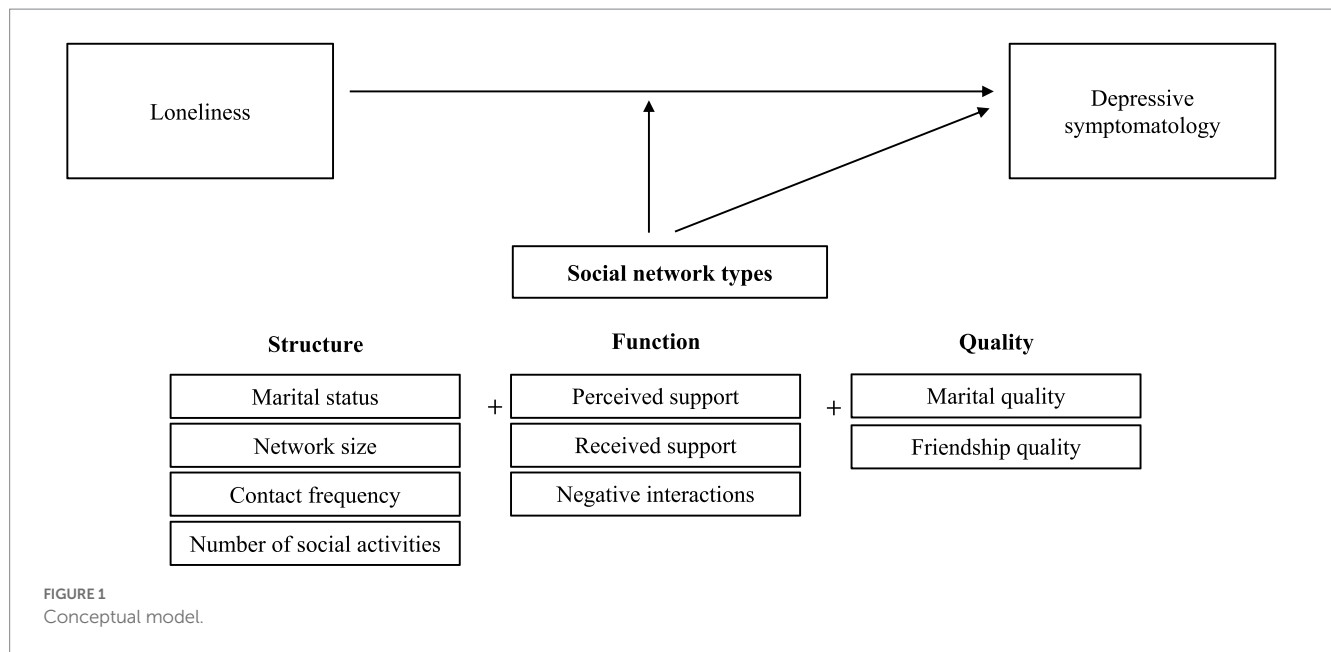 Loneliness
Depressive
symptomatology
Social network types
Structure
Function
Quality
Marital status
Network size
Contact frequency
Number of social activities
+
Perceived support
Received support
Negative interactions
+
Marital quality
Friendship quality
FIGURE 1
Conceptual model.